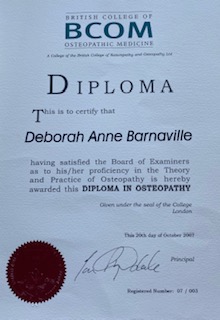 BRITISH COLLEGE OF
BCOM
OSTEOPATHIC MEDICINE
A College of the British College of Naturopathy and Osteopathy Ltd
DIPLOMA
This is to certify that
Deborah Anne Barnaville
having satisfied the Board of Examiners
as to his/her proficiency in the Theory
and Practice of Osteopathy is hereby
awarded this DIPLOMA IN OSTEOPATHY
Given under the seal of the College
London
This 20th day of October 2007
Principal
Registered Number: 07 / 003